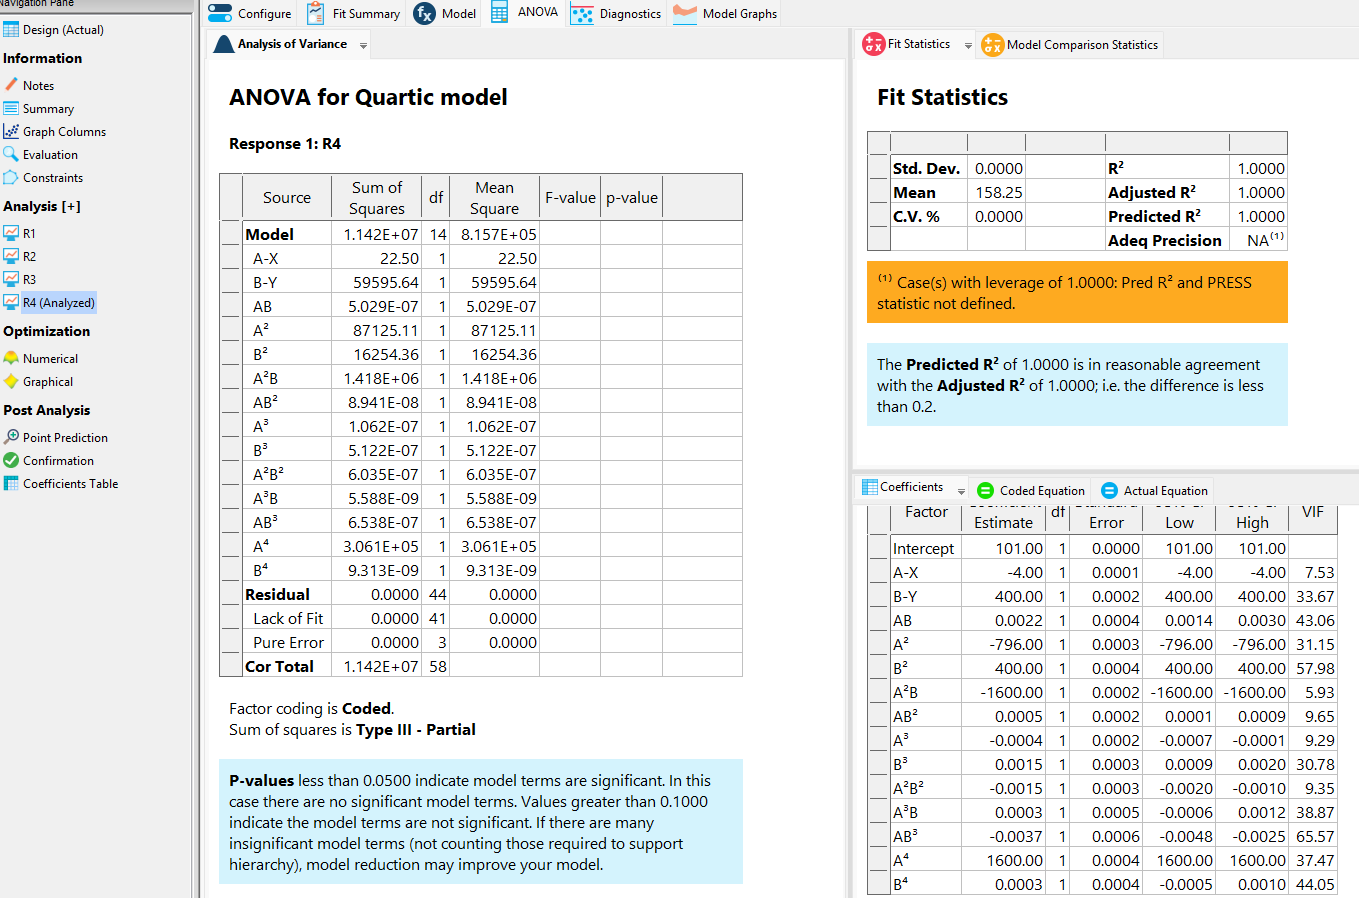 Navigation Pane
Design (Actual)
Information
Notes
Summary
Graph Columns
Evaluation
Constraints
Analysis [+]
R1
R2
R3
R4 (Analyzed)
Optimization
Numerical
Graphical
Post Analysis
Point Prediction
Confirmation
Coefficients Table
Configure Fit Summary fx Model ANOVA Diagnostics Model Graphs
Analysis of Variance
ANOVA for Quartic model
Response 1: R4
Source Sum of Squares df Mean Square F-value p-value
Model 1.142E+07 14 8.157E+05
A-X 22.50 1 22.50
B-Y 59595.64 1 59595.64
AB 5.029E-07 1 5.029E-07
A² 87125.11 1 87125.11
B² 16254.36 1 16254.36
A²B 1.418E+06 1 1.418E+06
AB² 8.941E-08 1 8.941E-08
A³ 1.062E-07 1 1.062E-07
B³ 5.122E-07 1 5.122E-07
A²B² 6.035E-07 1 6.035E-07
A³B 5.588E-09 1 5.588E-09
AB³ 6.538E-07 1 6.538E-07
A⁴ 3.061E+05 1 3.061E+05
B⁴ 9.313E-09 1 9.313E-09
Residual 0.0000 44 0.0000
Lack of Fit 0.0000 41 0.0000
Pure Error 0.0000 3 0.0000
Cor Total 1.142E+07 58
Factor coding is Coded.
Sum of squares is Type III - Partial
P-values less than 0.0500 indicate model terms are significant. In this
case there are no significant model terms. Values greater than 0.1000
indicate the model terms are not significant. If there are many
insignificant model terms (not counting those required to support
hierarchy), model reduction may improve your model.
Fit Statistics Model Comparison Statistics
Fit Statistics
Std. Dev. 0.0000 R² 1.0000
Mean 158.25 Adjusted R² 1.0000
C.V. % 0.0000 Predicted R² 1.0000
Adeq Precision NA⁽¹⁾
⁽¹⁾ Case(s) with leverage of 1.0000: Pred R² and PRESS
statistic not defined.
The Predicted R² of 1.0000 is in reasonable agreement
with the Adjusted R² of 1.0000; i.e. the difference is less
than 0.2.
Coefficients Coded Equation Actual Equation
Factor Estimate df Error Low High VIF
Intercept 101.00 1 0.0000 101.00 101.00
A-X -4.00 1 0.0001 -4.00 -4.00 7.53
B-Y 400.00 1 0.0002 400.00 400.00 33.67
AB 0.0022 1 0.0004 0.0014 0.0030 43.06
A² -796.00 1 0.0003 -796.00 -796.00 31.15
B² 400.00 1 0.0004 400.00 400.00 57.98
A²B -1600.00 1 0.0002 -1600.00 -1600.00 5.93
AB² 0.0005 1 0.0002 0.0001 0.0009 9.65
A³ -0.0004 1 0.0002 -0.0007 -0.0001 9.29
B³ 0.0015 1 0.0003 0.0009 0.0020 30.78
A²B² -0.0015 1 0.0003 -0.0020 -0.0010 9.35
A³B 0.0003 1 0.0005 -0.0006 0.0012 38.87
AB³ -0.0037 1 0.0006 -0.0048 -0.0025 65.57
A⁴ 1600.00 1 0.0004 1600.00 1600.00 37.47
B⁴ 0.0003 1 0.0004 -0.0005 0.0010 44.05